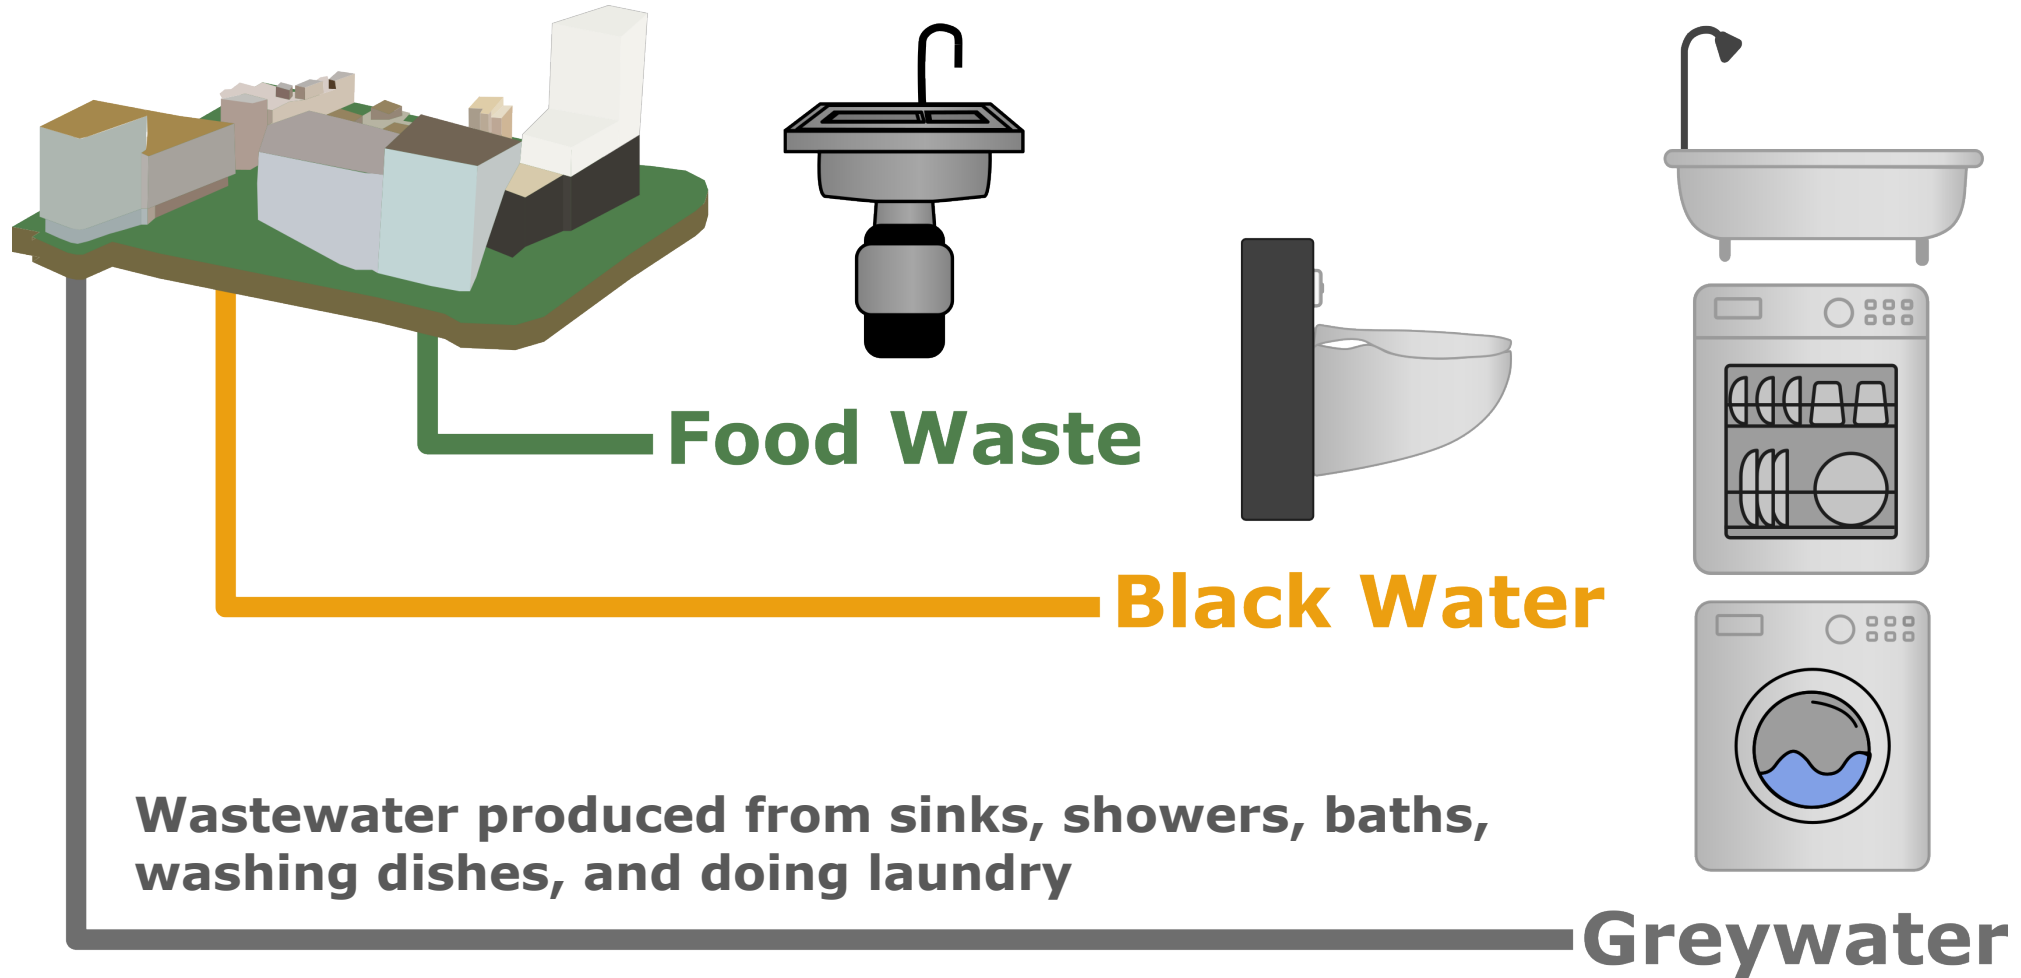 Food Waste
Black Water
Wastewater produced from sinks, showers, baths,
washing dishes, and doing laundry
Greywater